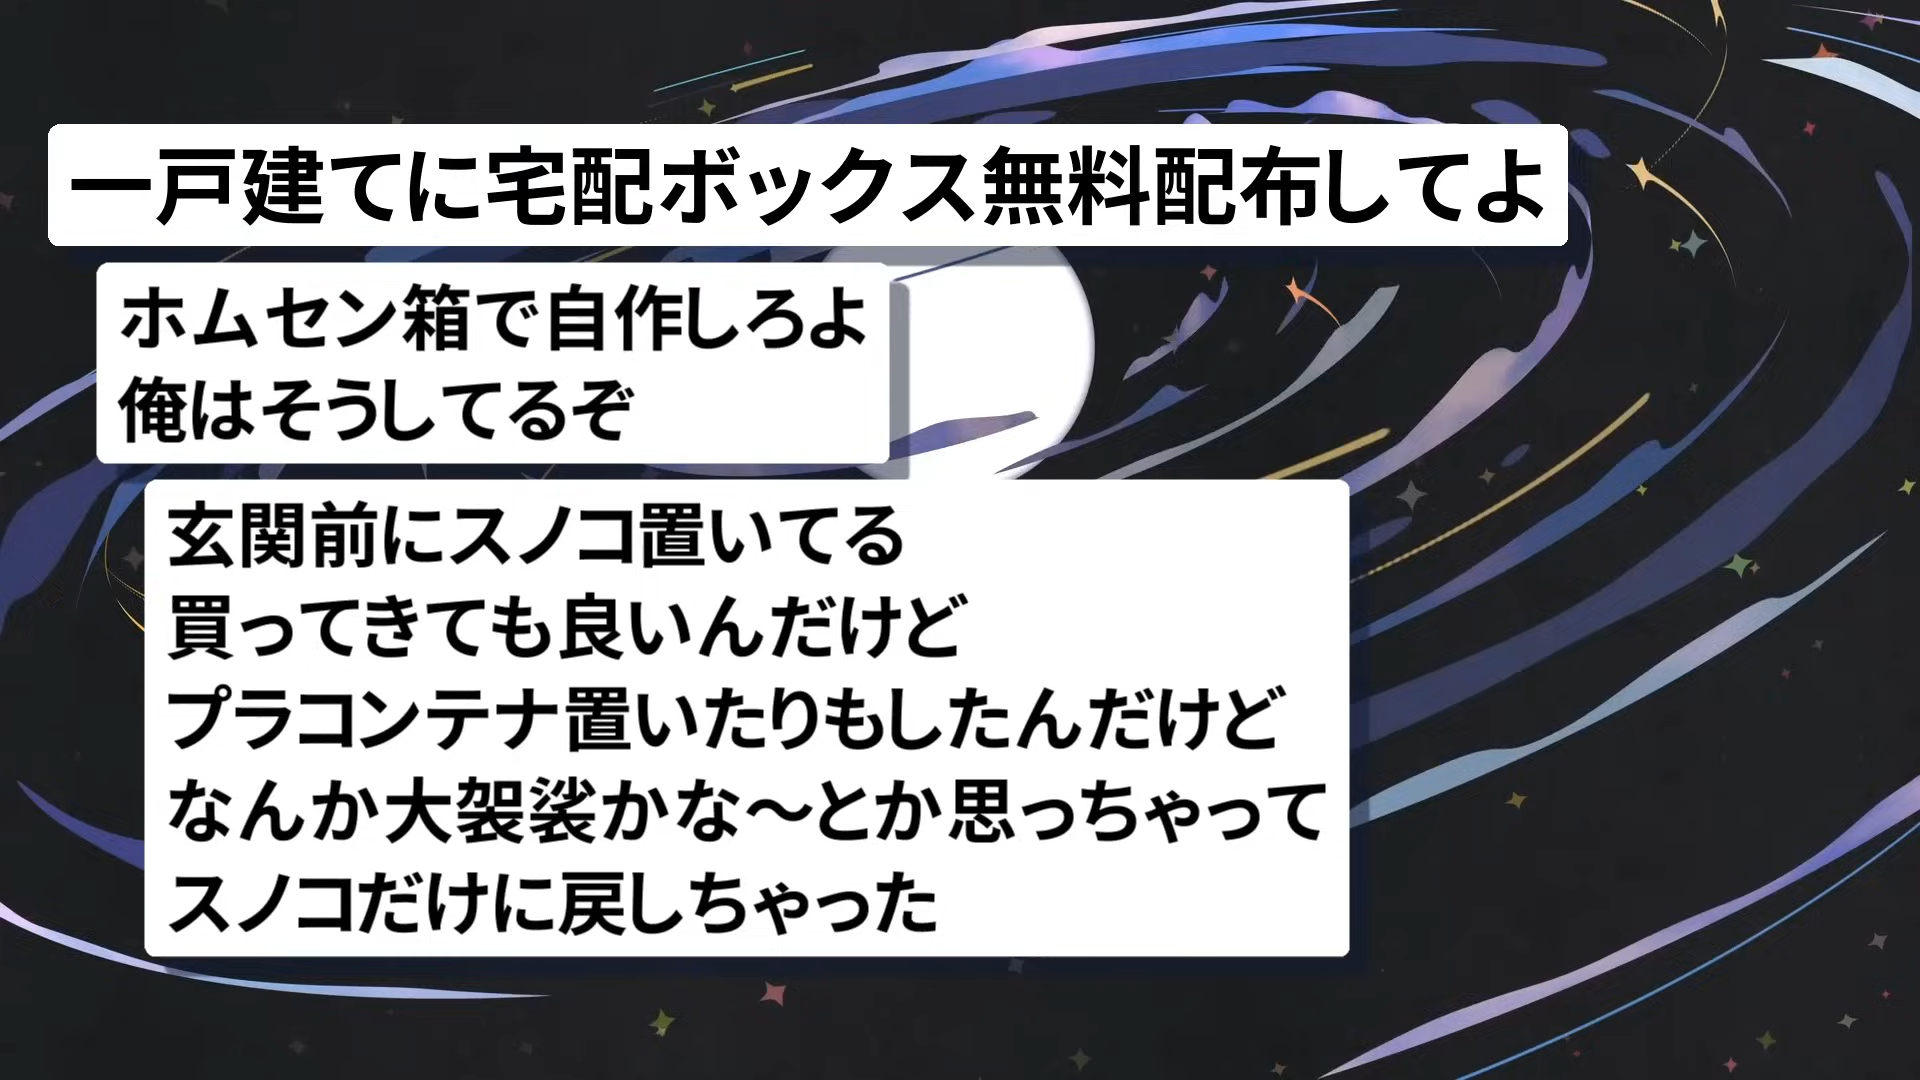 一戸建てに宅配ボックス無料配布してよ
ホムセン箱で自作しろよ
俺はそうしてるぞ
玄関前にスノコ置いてる
買ってきても良いんだけど
プラコンテナ置いたりもしたんだけど
なんか大袈裟かな～とか思っちゃって
スノコだけに戻しちゃった